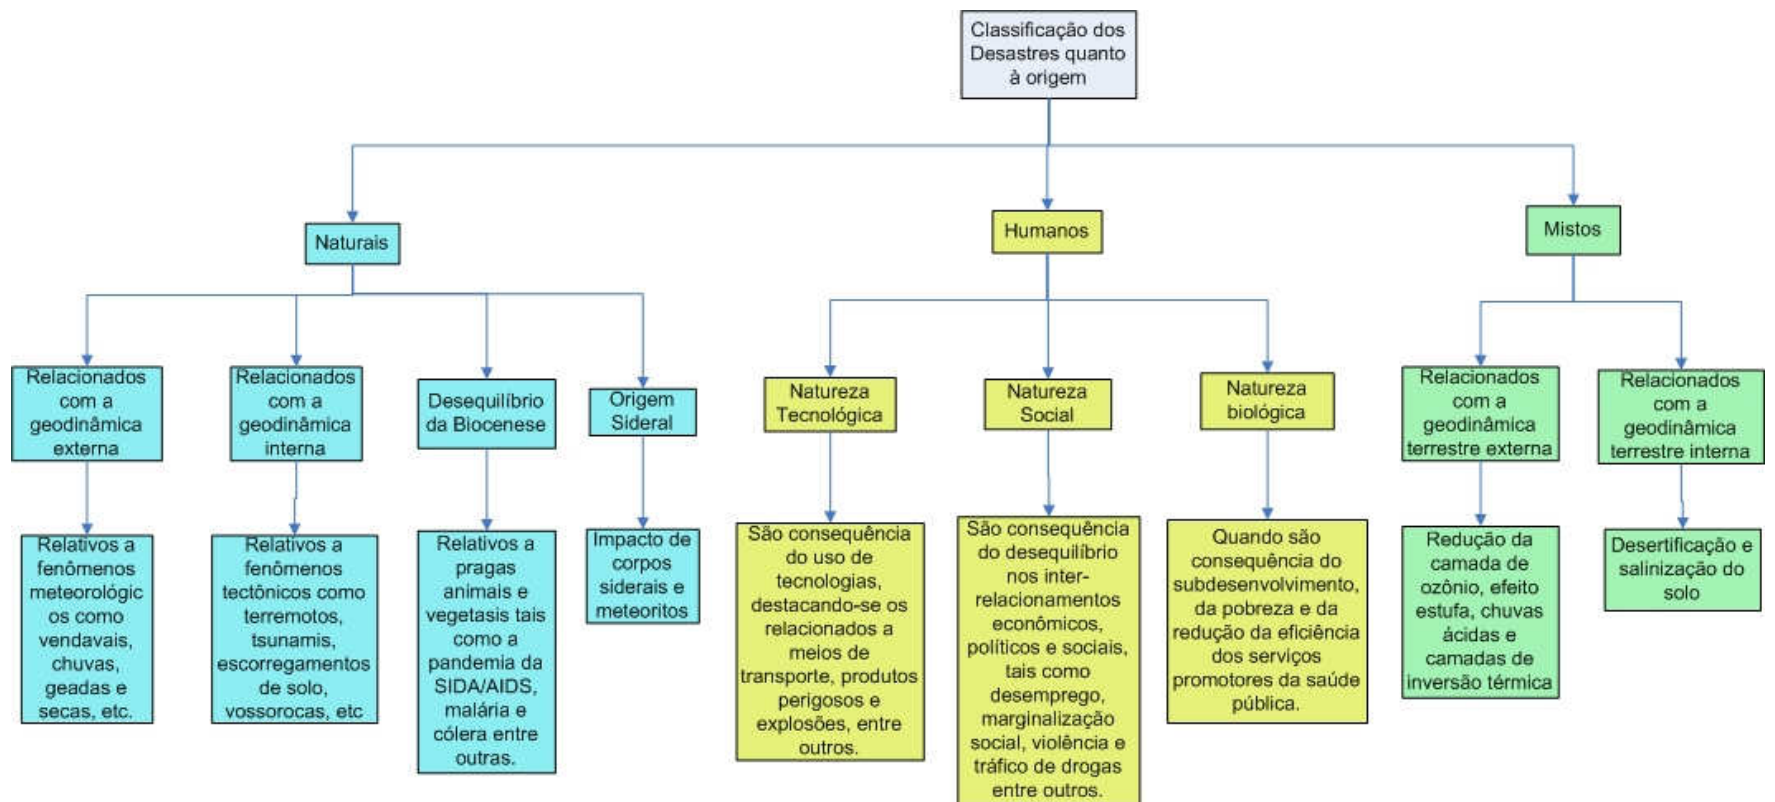 Classificação dos
Desastres quanto
à origem
Naturais
Humanos
Mistos
Relacionados
com a
geodinâmica
externa
Relacionados
com a
geodinâmica
interna
Desequilíbrio
da Biocenese
Origem
Sideral
Natureza
Tecnológica
Natureza
Social
Natureza
biológica
Relacionados
com a
geodinâmica
terrestre externa
Relacionados
com a
geodinâmica
terrestre interna
Relativos a
fenômenos
meteorológic
os como
vendavais,
chuvas,
geadas e
secas, etc.
Relativos a
fenômenos
tectônicos como
terremotos,
tsunamis,
escorregamentos
de solo,
vossorocas, etc
Relativos a
pragas
animais e
vegetasis tais
como a
pandemia da
SIDA/AIDS,
malária e
cólera entre
outras.
Impacto de
corpos
siderais e
meteoritos
São consequência
do uso de
tecnologias,
destacando-se os
relacionados a
meios de
transporte, produtos
perigosos e
explosões, entre
outros.
São consequência
do desequilíbrio
nos inter-
relacionamentos
econômicos,
políticos e sociais,
tais como
desemprego,
marginalização
social, violência e
tráfico de drogas
entre outros.
Quando são
consequência do
subdesenvolvimento,
da pobreza e da
redução da eficiência
dos serviços
promotores da saúde
pública.
Redução da
camada de
ozônio, efeito
estufa, chuvas
ácidas e
camadas de
inversão térmica
Desertificação e
salinização do
solo